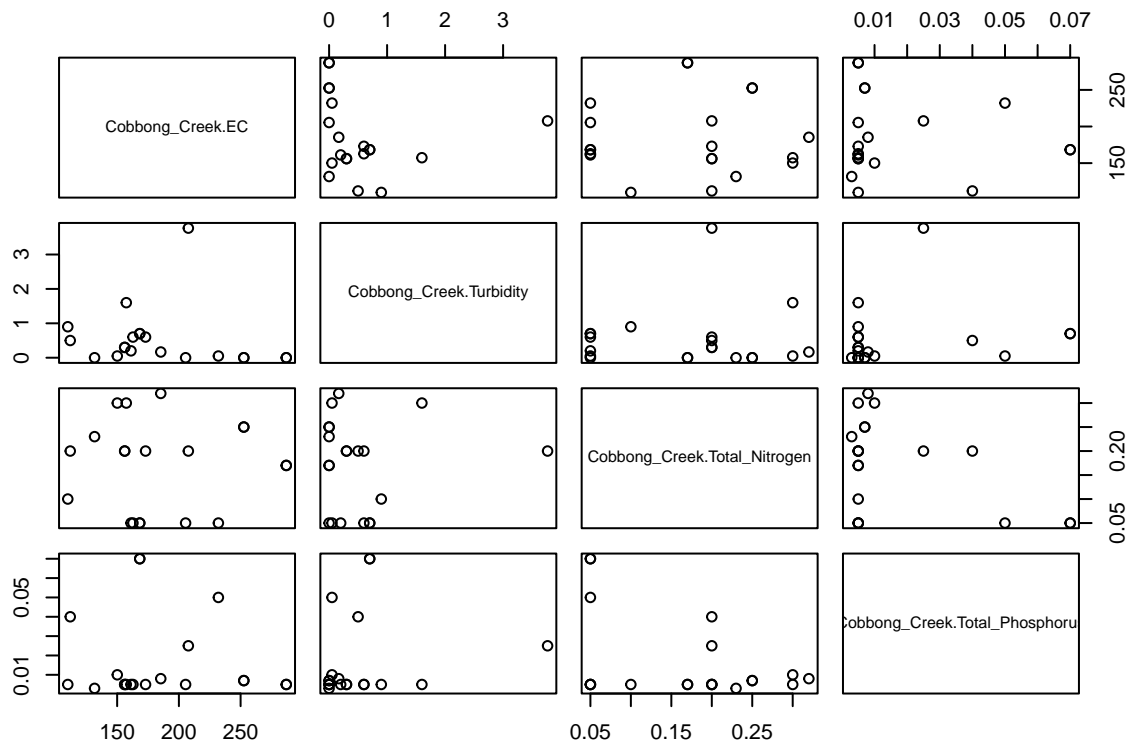 0 1 2 3
0.01 0.03 0.05 0.07
Cobbong_Creek.EC
150 250
0 1 2 3
Cobbong_Creek.Turbidity
Cobbong_Creek.Total_Nitrogen
0.05 0.20
0.01 0.05
Cobbong_Creek.Total_Phosphoru
150 200 250
0.05 0.15 0.25